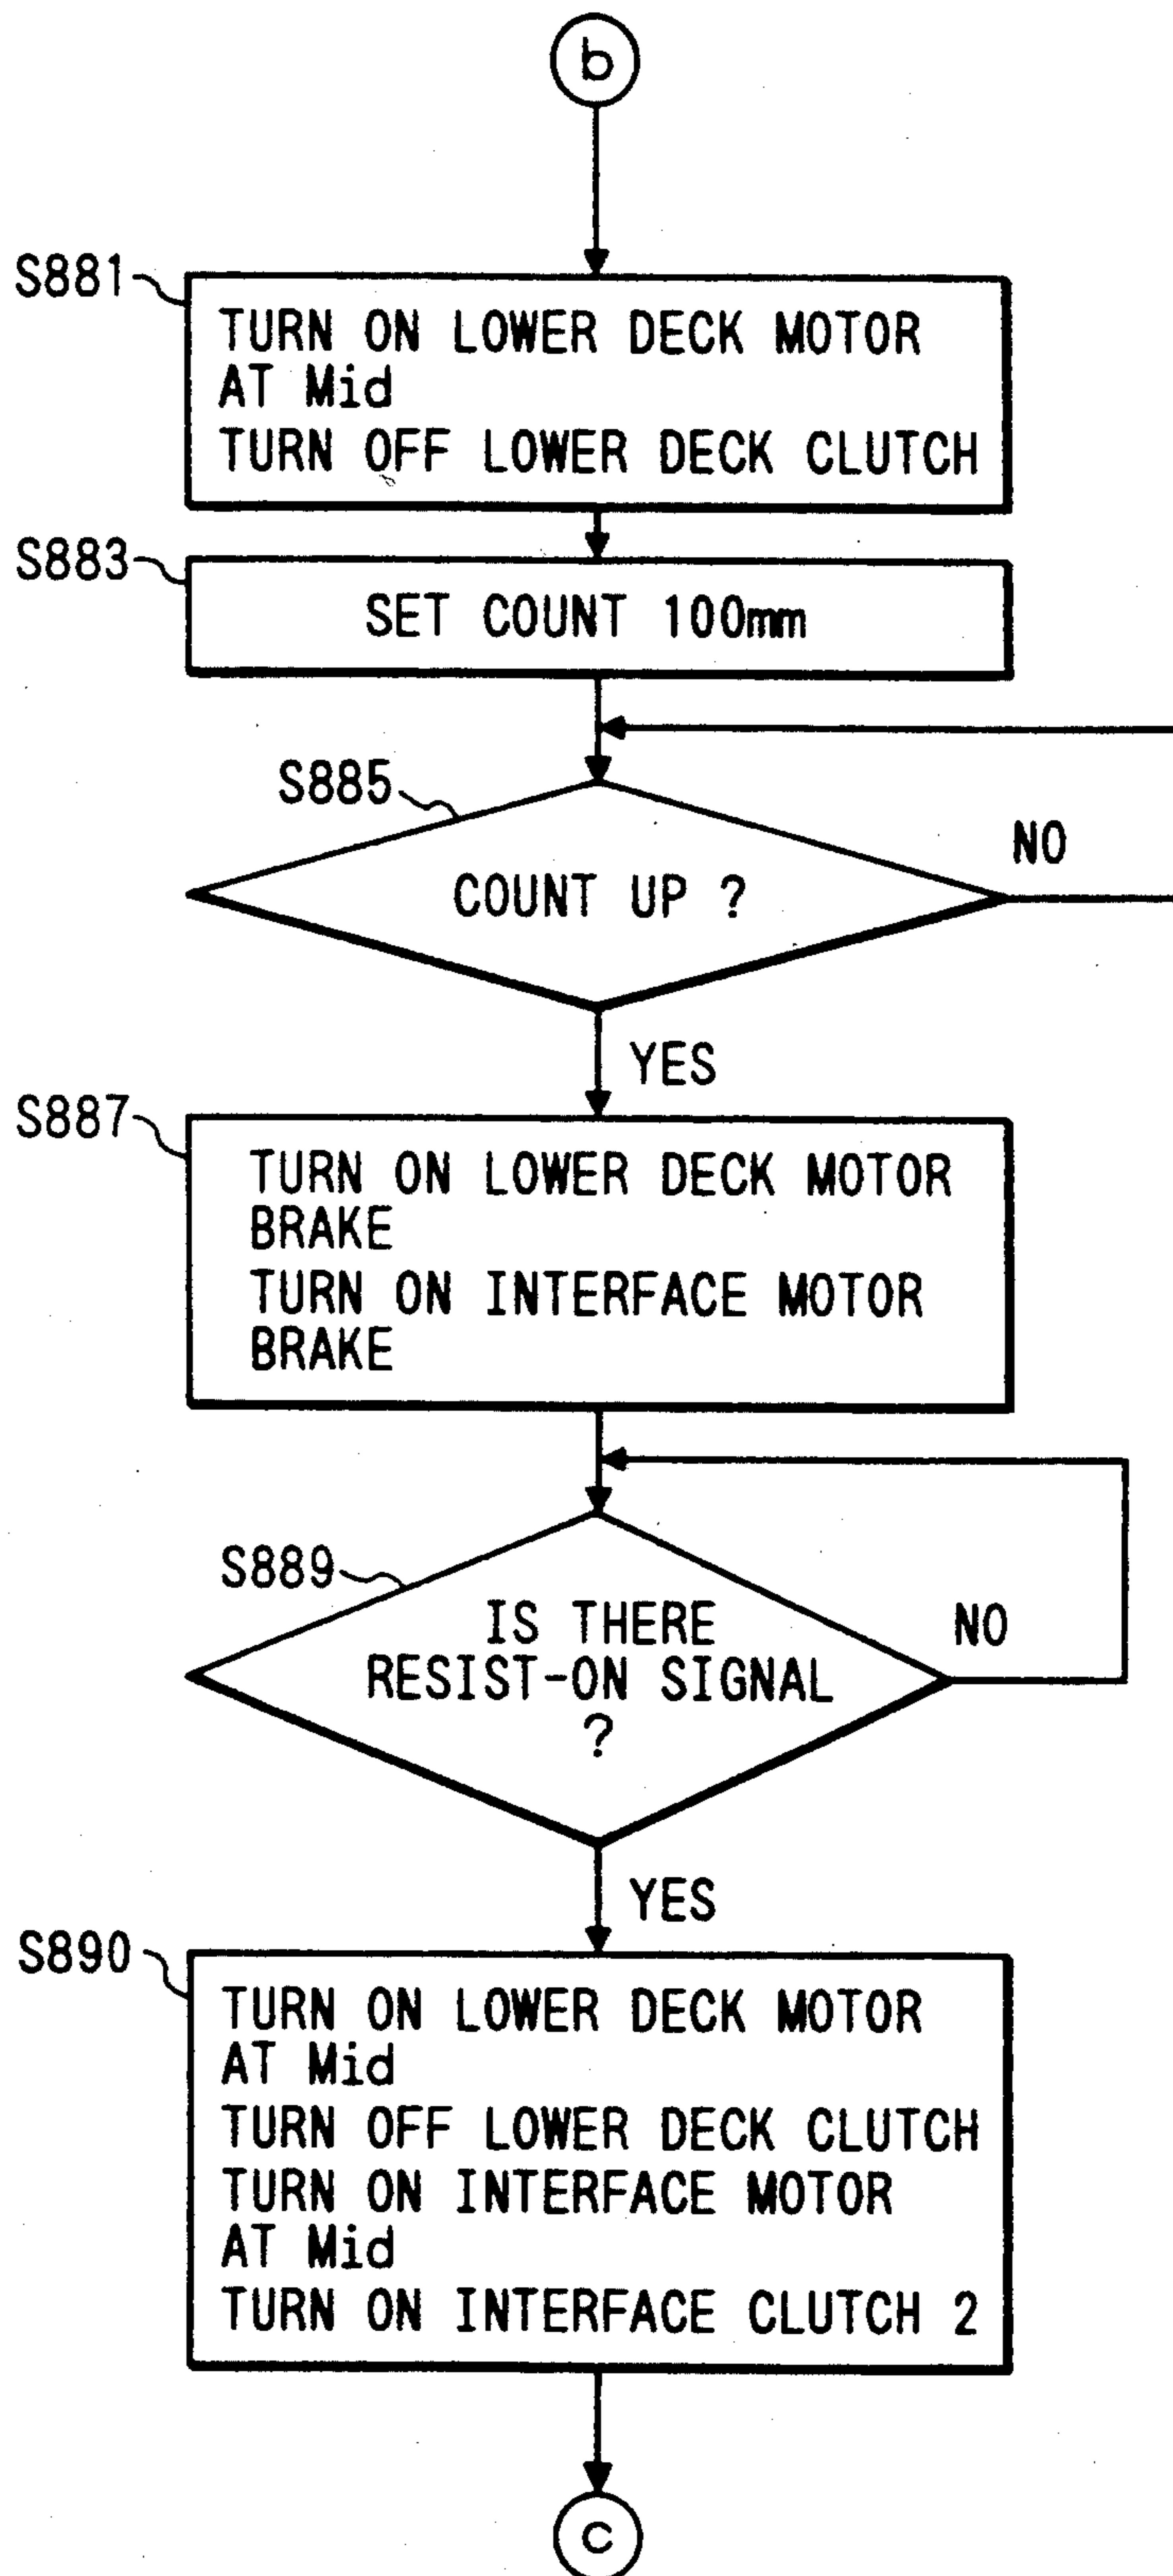 b
S881
TURN ON LOWER DECK MOTOR
AT Mid
TURN OFF LOWER DECK CLUTCH
S883
SET COUNT 100mm
S885
COUNT UP ?
NO
YES
S887
TURN ON LOWER DECK MOTOR
BRAKE
TURN ON INTERFACE MOTOR
BRAKE
S889
IS THERE
RESIST-ON SIGNAL
?
NO
YES
S890
TURN ON LOWER DECK MOTOR
AT Mid
TURN OFF LOWER DECK CLUTCH
TURN ON INTERFACE MOTOR
AT Mid
TURN ON INTERFACE CLUTCH 2
c